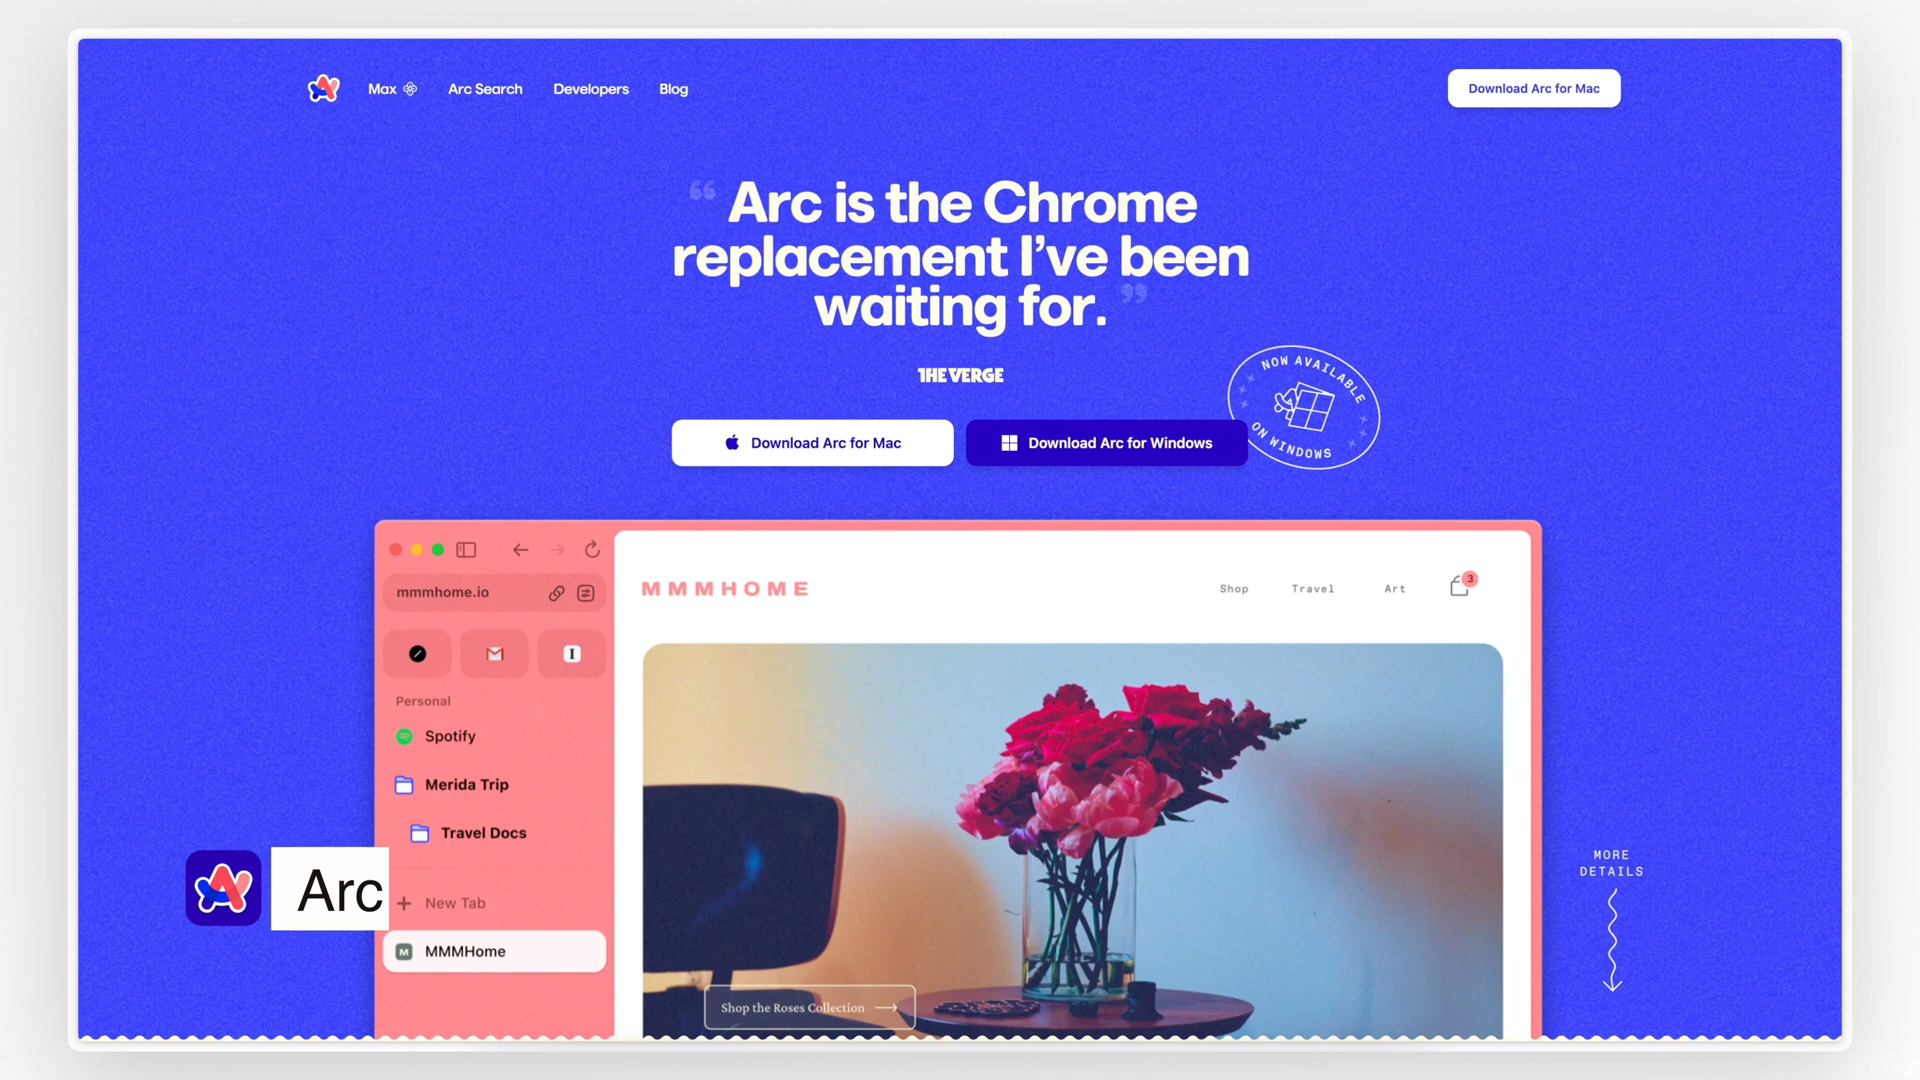 Max
Arc Search
Developers
Blog
Download Arc for Mac
“ Arc is the Chrome
replacement I’ve been
waiting for. ”
THE VERGE
Download Arc for Mac
Download Arc for Windows
NOW AVAILABLE
ON WINDOWS
mmmhome.io
MMMHOME
Shop
Travel
Art
3
I
Personal
Spotify
Merida Trip
Travel Docs
New Tab
M
MMMHome
Shop the Roses Collection
Arc
MORE
DETAILS